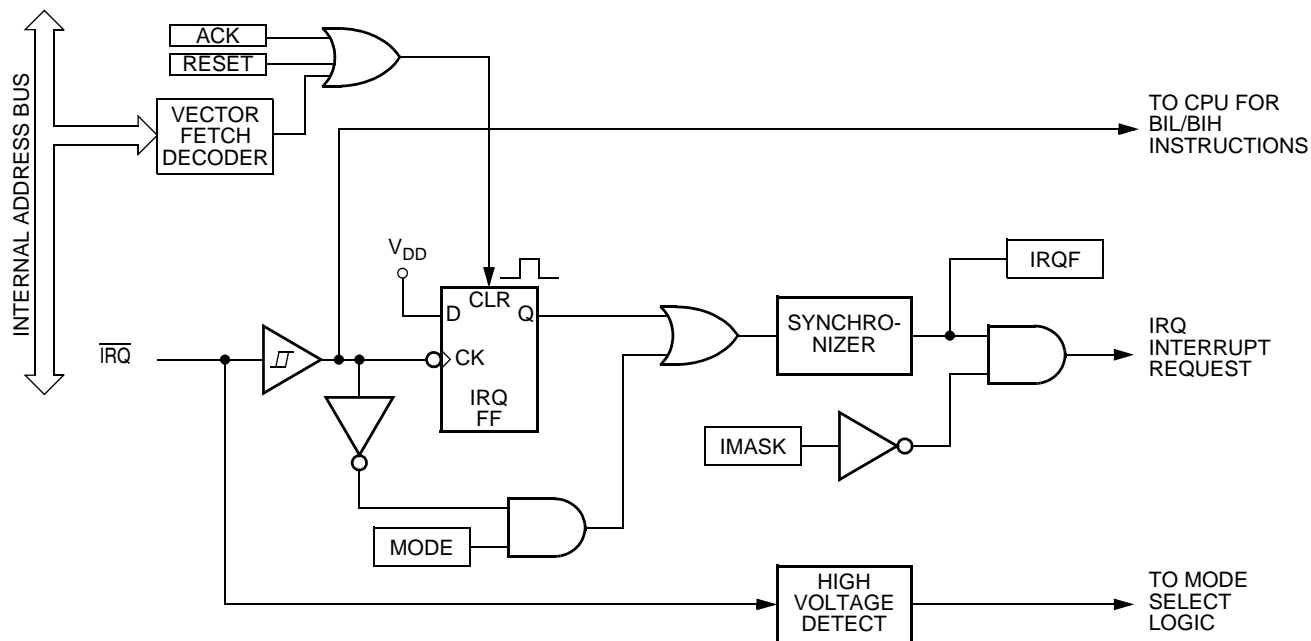 INTERNAL ADDRESS BUS
ACK
RESET
VECTOR
FETCH
DECODER
TO CPU FOR
BIL/BIH
INSTRUCTIONS
VDD
CLR
D
Q
CK
IRQ
FF
IRQ
SYNCHRO-
NIZER
IRQF
IRQ
INTERRUPT
REQUEST
IMASK
MODE
HIGH
VOLTAGE
DETECT
TO MODE
SELECT
LOGIC